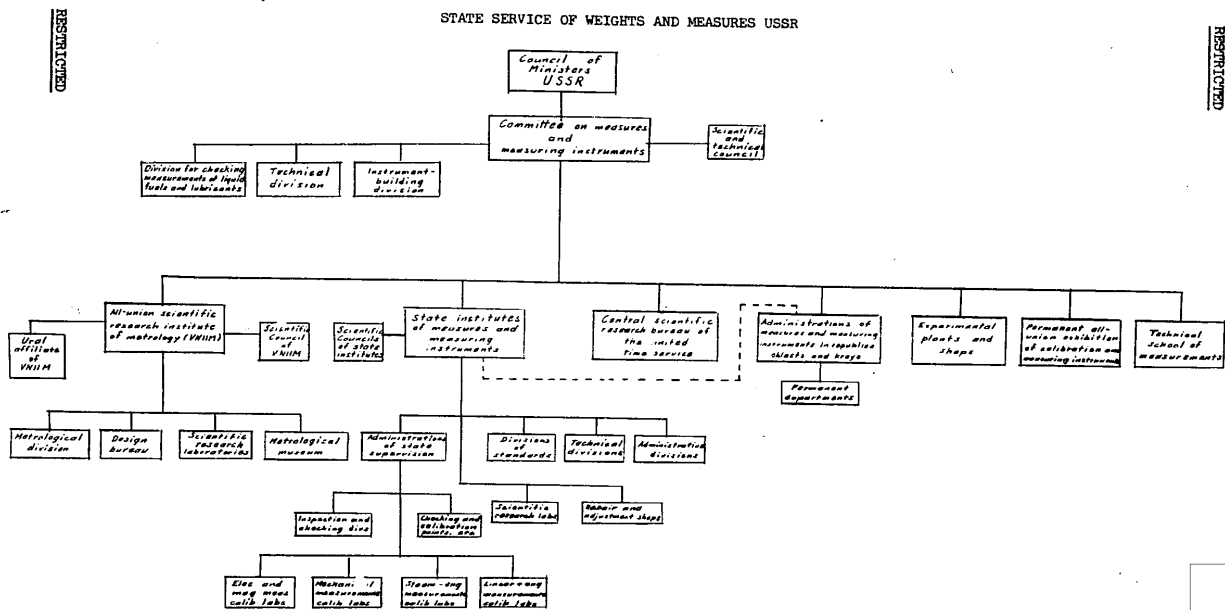 STATE SERVICE OF WEIGHTS AND MEASURES USSR
RESTRICTED
RESTRICTED
Council of
Ministers
USSR
Committee on measures
and
measuring instruments
Scientific
and
technical
council
Division for checking
measurements of liquid
fuels and lubricants
Technical
division
Instrument-
building
division
All-union scientific
research institute
of metrology (VNIIM)
Ural
affiliate
of
VNIIM
Scientific
Council
of
VNIIM
Scientific
Councils
of state
institutes
State institutes
of measures and
measuring
instruments
Central scientific
research bureau of
the united
time service
Administrations of
measures and measuring
instruments in republics
oblasts and krays
Permanent
departments
Experimental
plants and
shops
Permanent all-
union exhibition
of calibration and
measuring instruments
Technical
School of
measurements
Metrological
division
Design
bureau
Scientific
research
laboratories
Metrological
museum
Administrations
of state
supervision
Divisions
of
standards
Technical
divisions
Administrative
divisions
Inspection and
checking divs
Checking and
calibration
points, etc
Scientific
research labs
Repair and
adjustment shops
Elec and
mag meas
calib labs
Mechanical
measurements
calib labs
Steam-eng
measurements
calib labs
Linear + ang
measurements
calib labs